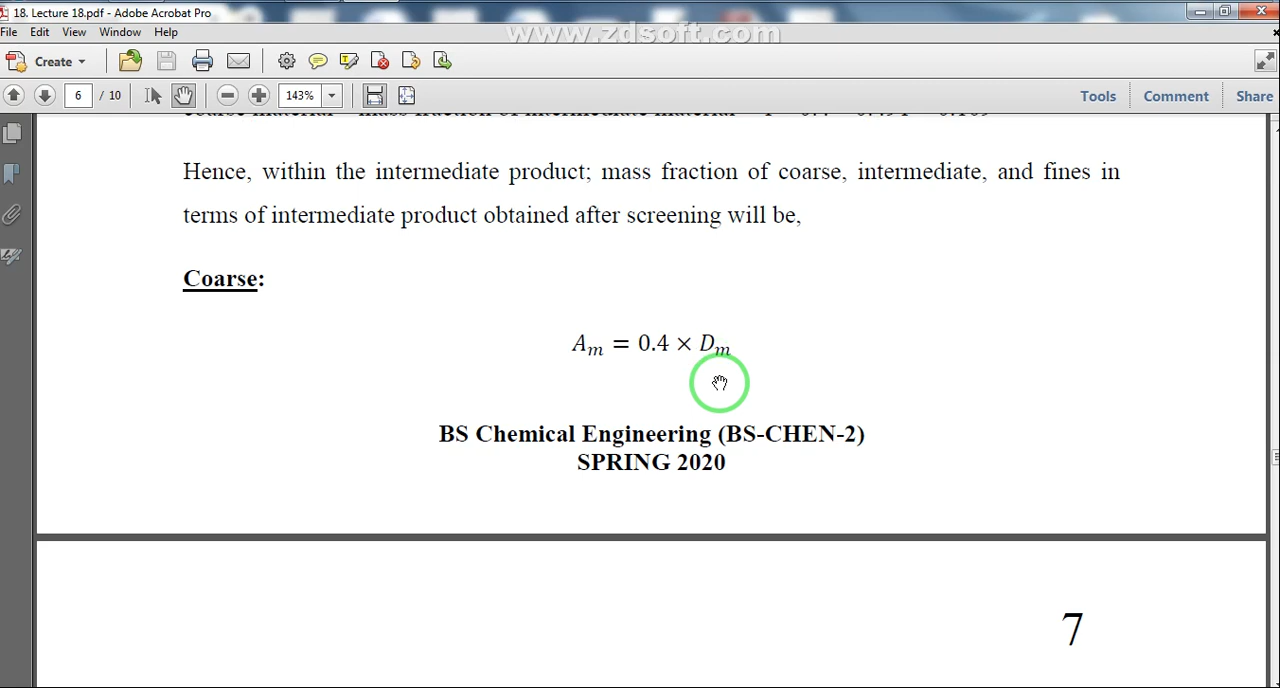 18. Lecture 18.pdf - Adobe Acrobat Pro
www.zdsoft.com
File Edit View Window Help
Create
6 / 10 143% Tools Comment Share
Hence, within the intermediate product; mass fraction of coarse, intermediate, and fines in
terms of intermediate product obtained after screening will be,
Coarse:
Aₘ = 0.4 × Dₘ
BS Chemical Engineering (BS-CHEN-2)
SPRING 2020
7